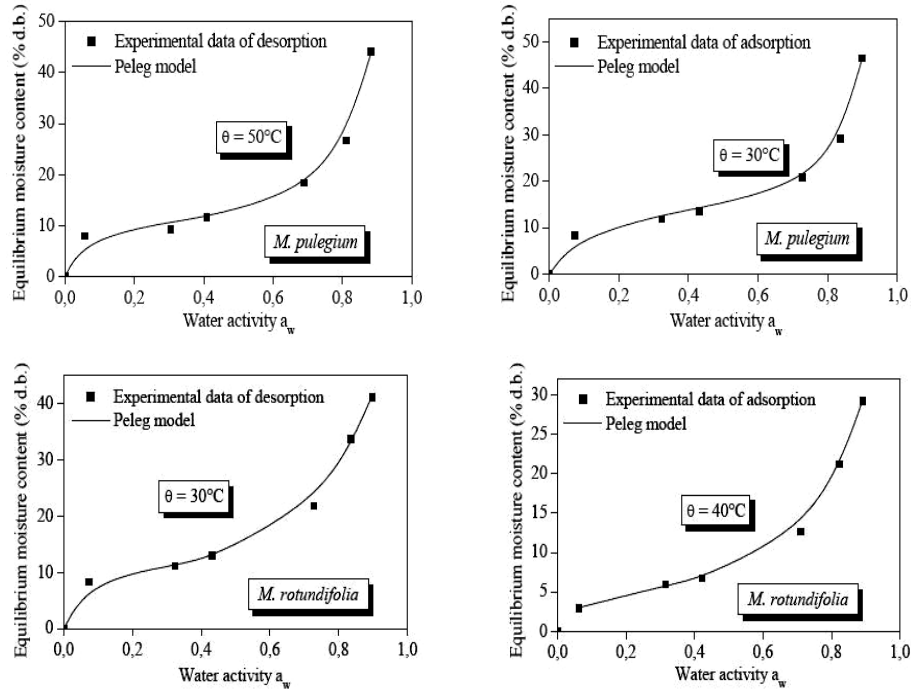 Equilibrium moisture content (% d.b.)
50
40
30
20
10
0
Experimental data of desorption
Peleg model
θ = 50°C
M. pulegium
0,0 0,2 0,4 0,6 0,8 1,0
Water activity aw
Equilibrium moisture content (% d.b.)
50
40
30
20
10
0
Experimental data of adsorption
Peleg model
θ = 30°C
M. pulegium
0,0 0,2 0,4 0,6 0,8 1,0
Water activity aw
Equilibrium moisture content (% d.b.)
40
30
20
10
0
Experimental data of desorption
Peleg model
θ = 30°C
M. rotundifolia
0,0 0,2 0,4 0,6 0,8 1,0
Water activity aw
Equilibrium moisture content (% d.b.)
30
25
20
15
10
5
0
Experimental data of adsorption
Peleg model
θ = 40°C
M. rotundifolia
0,0 0,2 0,4 0,6 0,8 1,0
Water activity aw